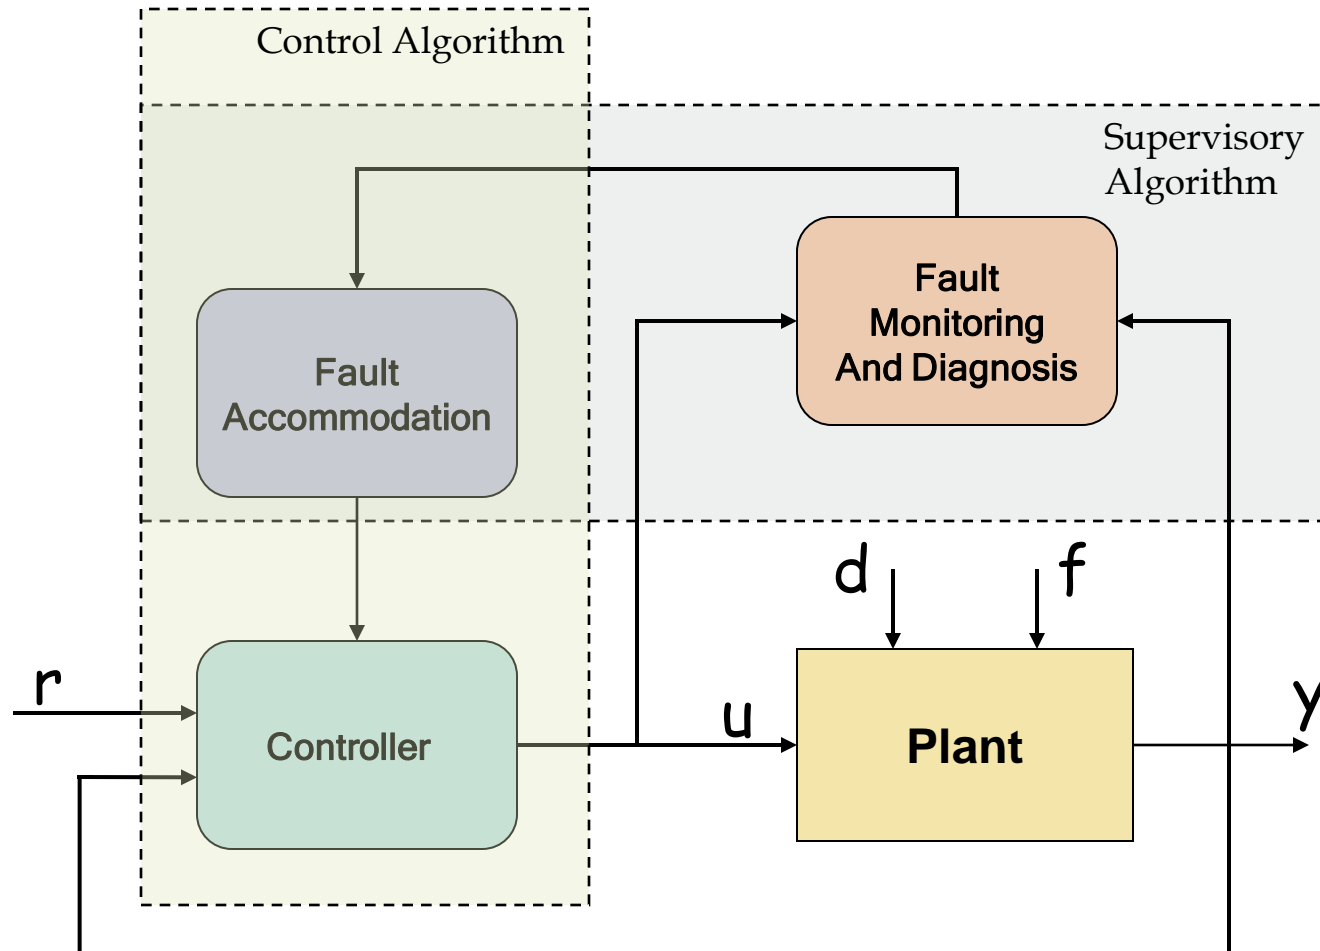 Control Algorithm
Supervisory
Algorithm
Fault
Monitoring
And Diagnosis
Fault
Accommodation
d
f
r
u
y
Controller
Plant